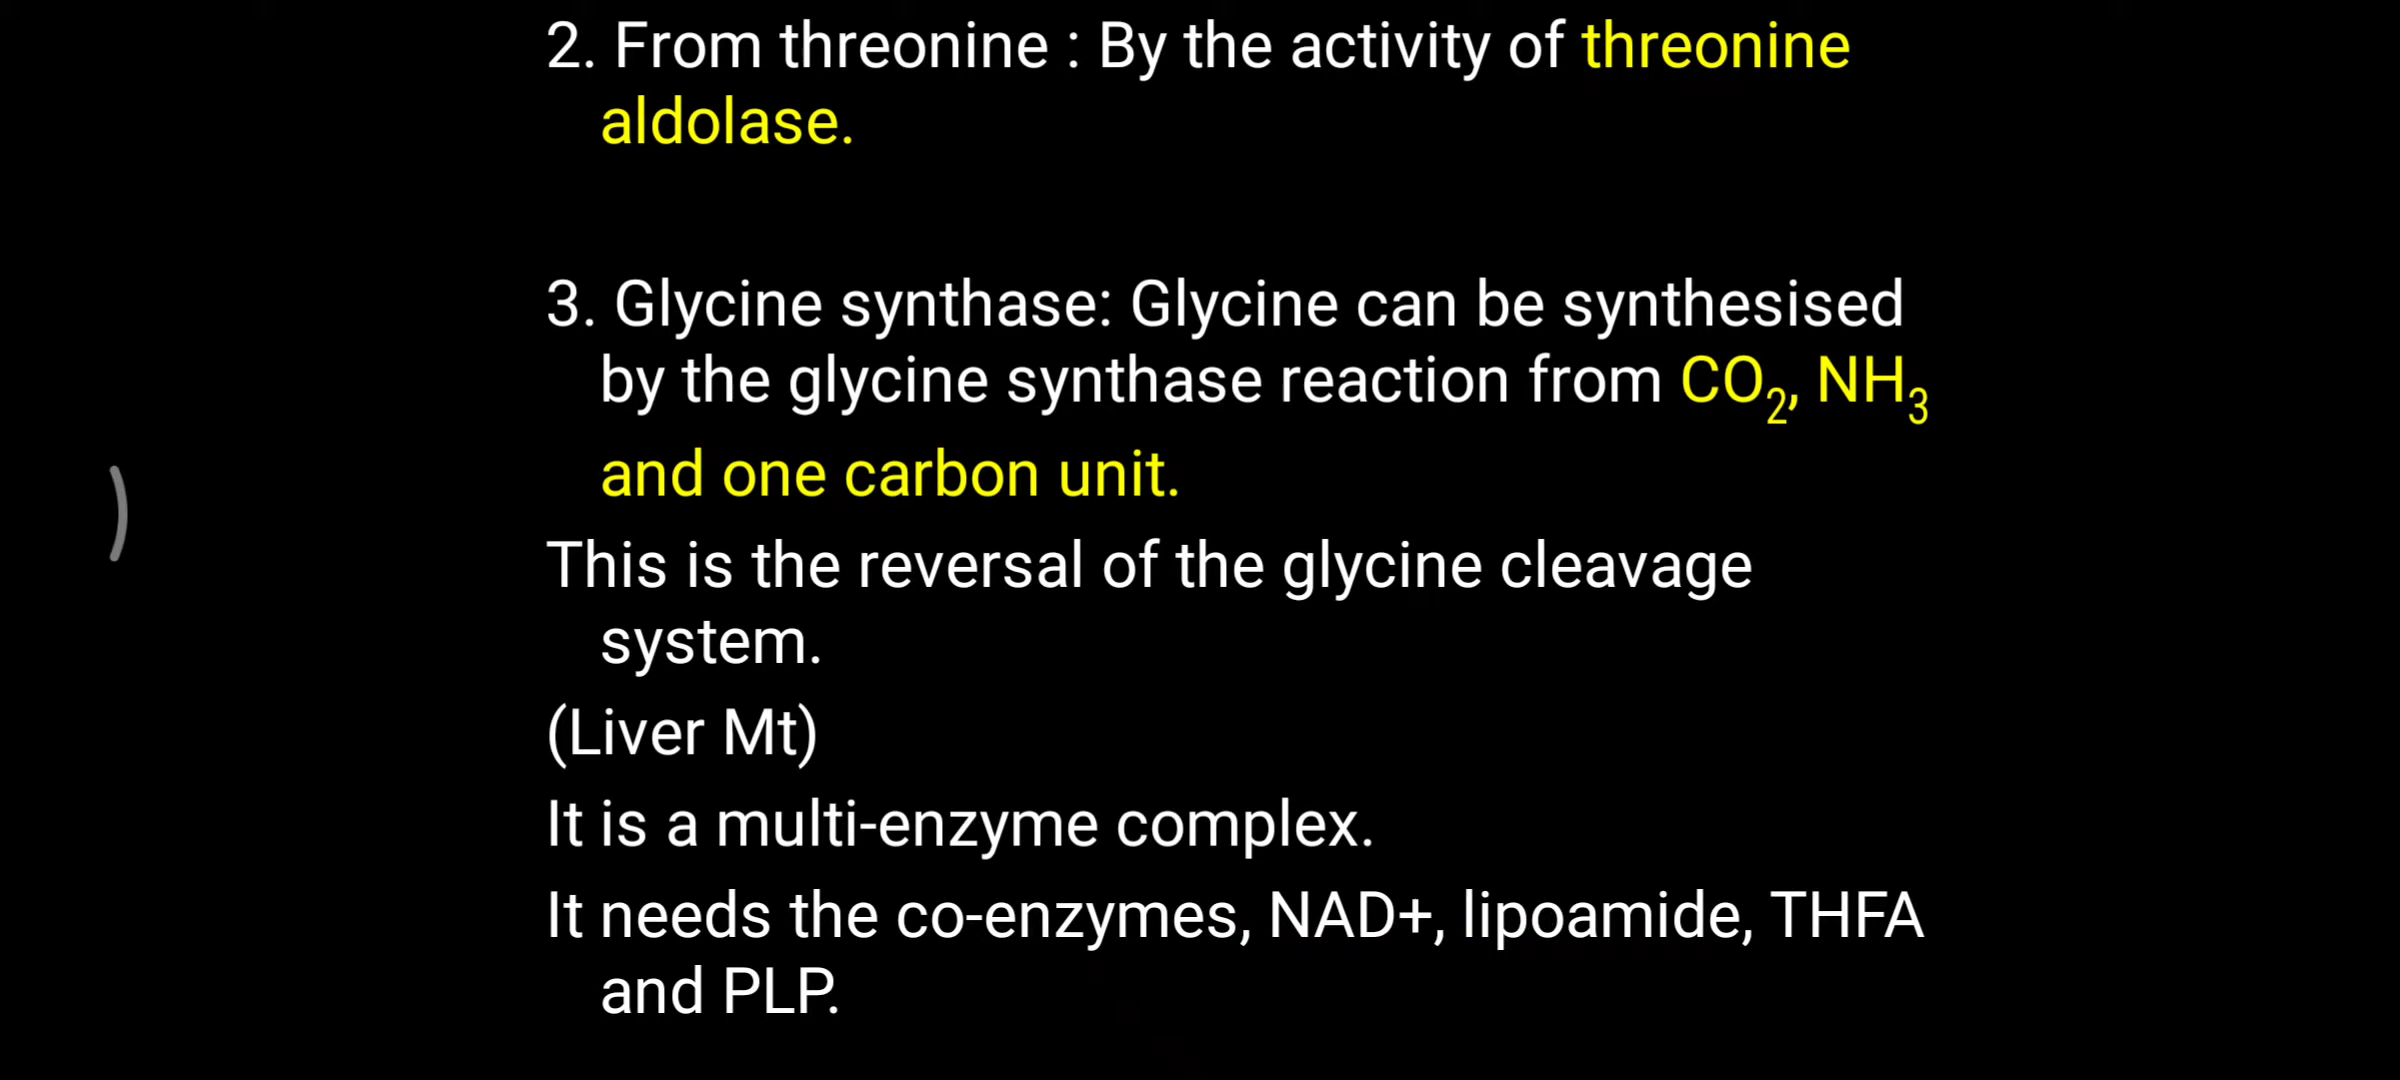 2. From threonine : By the activity of threonine
aldolase.
3. Glycine synthase: Glycine can be synthesised
by the glycine synthase reaction from CO₂, NH₃
and one carbon unit.
This is the reversal of the glycine cleavage
system.
(Liver Mt)
It is a multi-enzyme complex.
It needs the co-enzymes, NAD+, lipoamide, THFA
and PLP.